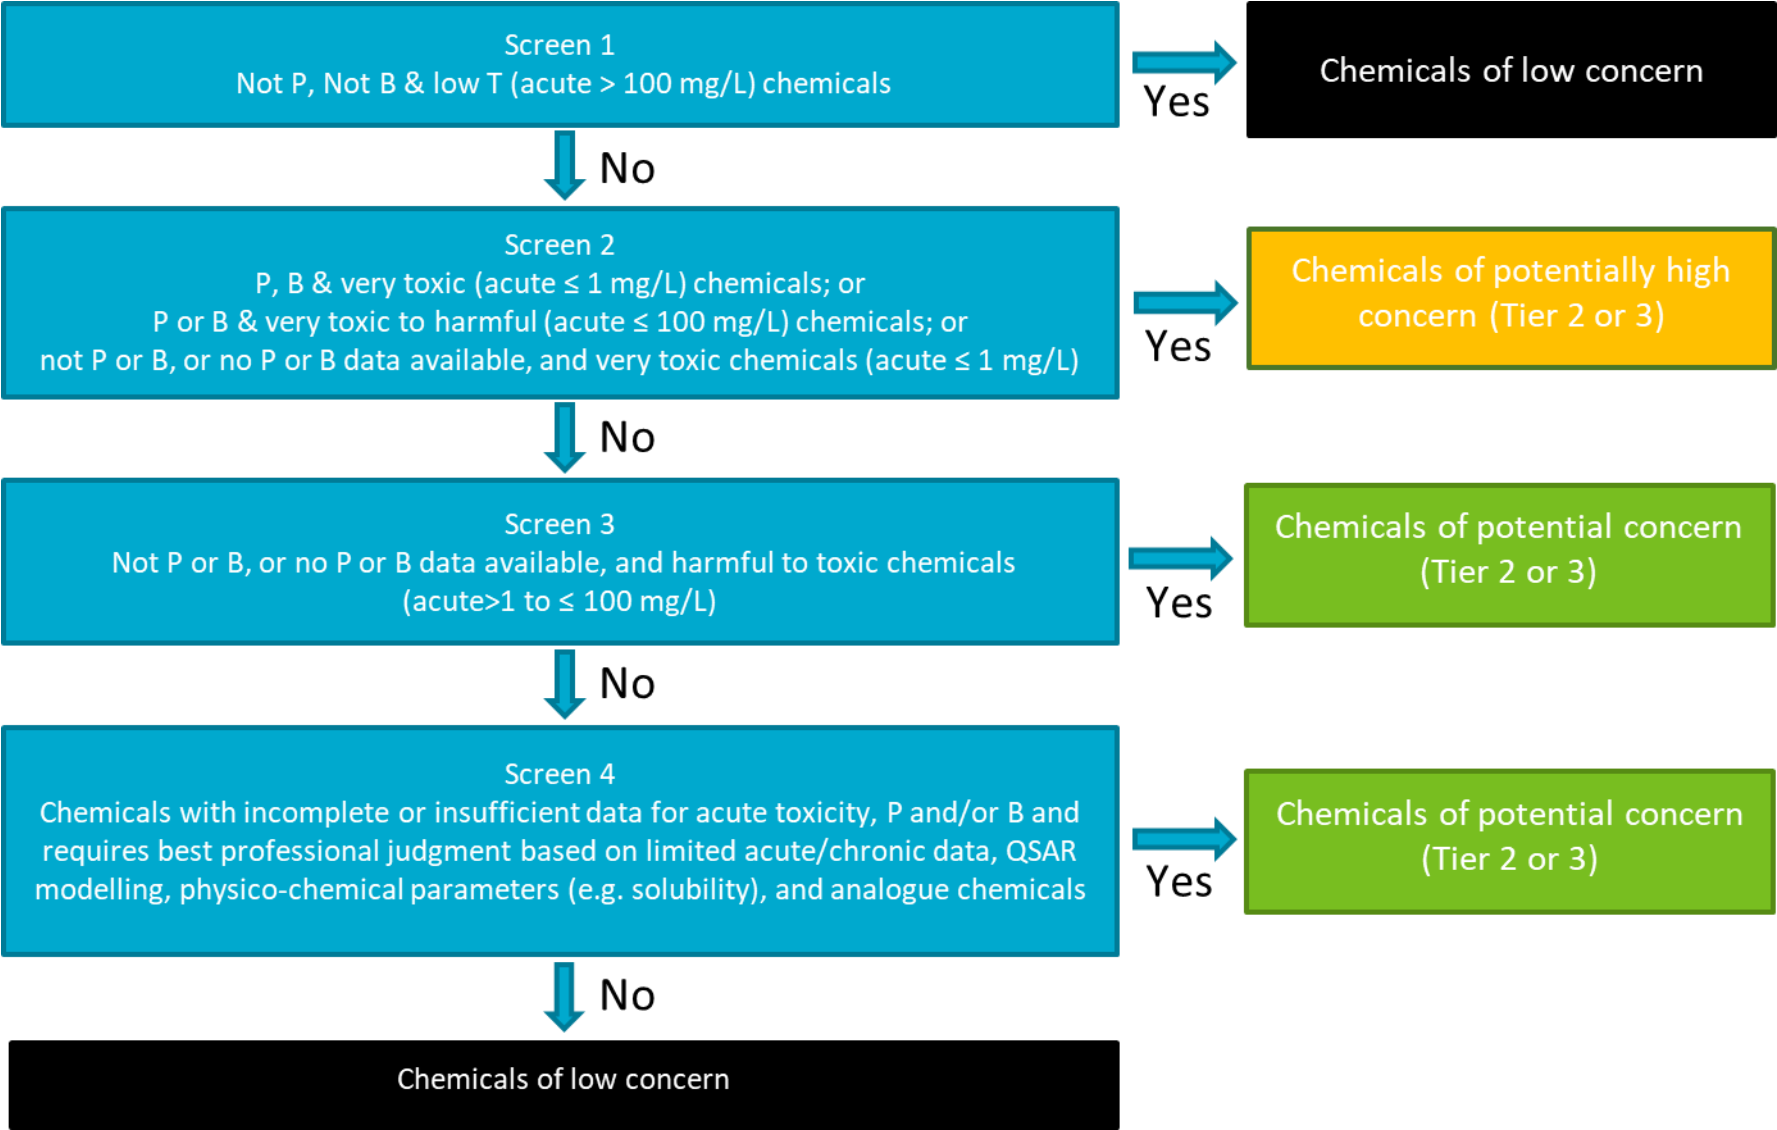 Screen 1
Not P, Not B & low T (acute > 100 mg/L) chemicals
Yes
Chemicals of low concern
No
Screen 2
P, B & very toxic (acute ≤ 1 mg/L) chemicals; or
P or B & very toxic to harmful (acute ≤ 100 mg/L) chemicals; or
not P or B, or no P or B data available, and very toxic chemicals (acute ≤ 1 mg/L)
Yes
Chemicals of potentially high
concern (Tier 2 or 3)
No
Screen 3
Not P or B, or no P or B data available, and harmful to toxic chemicals
(acute>1 to ≤ 100 mg/L)
Yes
Chemicals of potential concern
(Tier 2 or 3)
No
Screen 4
Chemicals with incomplete or insufficient data for acute toxicity, P and/or B and
requires best professional judgment based on limited acute/chronic data, QSAR
modelling, physico-chemical parameters (e.g. solubility), and analogue chemicals
Yes
Chemicals of potential concern
(Tier 2 or 3)
No
Chemicals of low concern